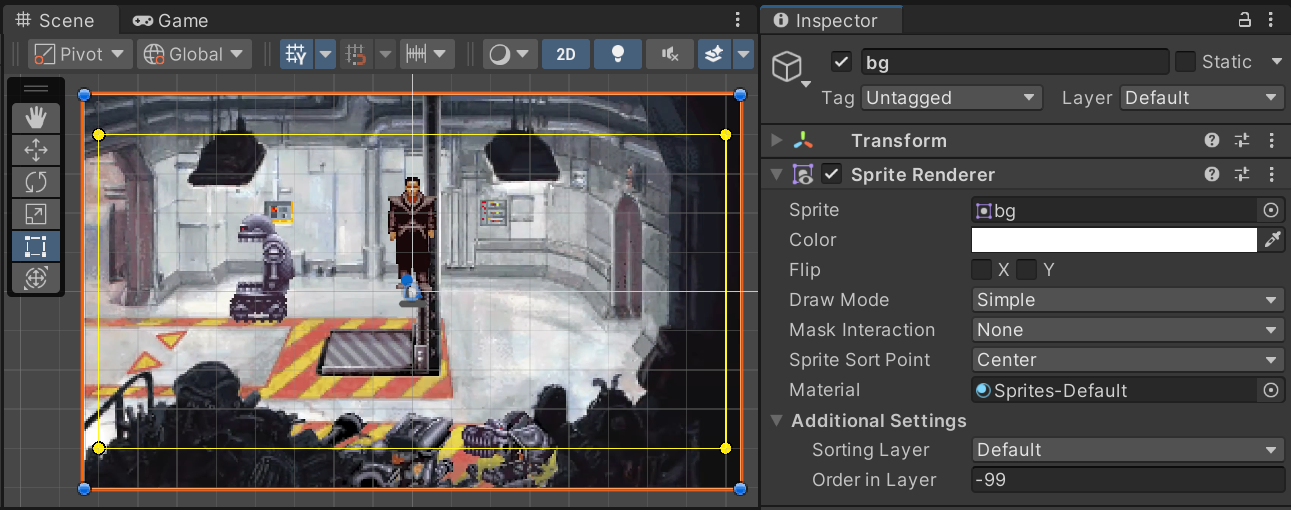 Scene
Game
Inspector
Pivot
Global
2D
bg
Static
Tag
Untagged
Layer
Default
Transform
Sprite Renderer
Sprite
bg
Color
Flip
X
Y
Draw Mode
Simple
Mask Interaction
None
Sprite Sort Point
Center
Material
Sprites-Default
Additional Settings
Sorting Layer
Default
Order in Layer
-99